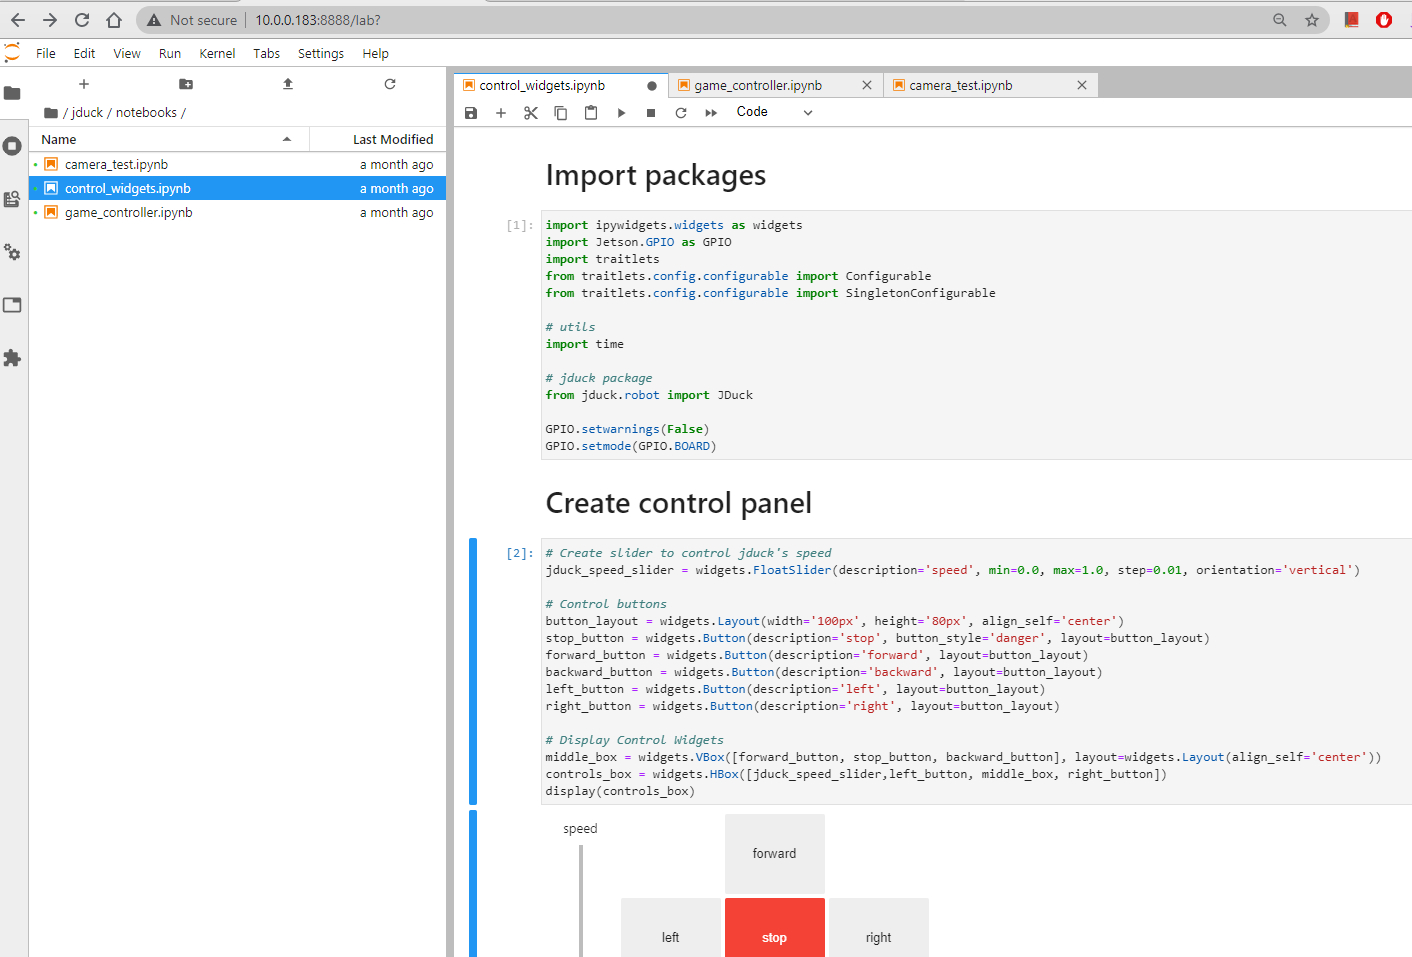 Not secure 10.0.0.183:8888/lab?
File Edit View Run Kernel Tabs Settings Help
control_widgets.ipynb game_controller.ipynb camera_test.ipynb
/ jduck / notebooks /
Code
Name Last Modified
camera_test.ipynb a month ago
control_widgets.ipynb a month ago
game_controller.ipynb a month ago
Import packages
[1]: import ipywidgets.widgets as widgets
import Jetson.GPIO as GPIO
import traitlets
from traitlets.config.configurable import Configurable
from traitlets.config.configurable import SingletonConfigurable
# utils
import time
# jduck package
from jduck.robot import JDuck
GPIO.setwarnings(False)
GPIO.setmode(GPIO.BOARD)
Create control panel
[2]: # Create slider to control jduck's speed
jduck_speed_slider = widgets.FloatSlider(description='speed', min=0.0, max=1.0, step=0.01, orientation='vertical')
# Control buttons
button_layout = widgets.Layout(width='100px', height='80px', align_self='center')
stop_button = widgets.Button(description='stop', button_style='danger', layout=button_layout)
forward_button = widgets.Button(description='forward', layout=button_layout)
backward_button = widgets.Button(description='backward', layout=button_layout)
left_button = widgets.Button(description='left', layout=button_layout)
right_button = widgets.Button(description='right', layout=button_layout)
# Display Control Widgets
middle_box = widgets.VBox([forward_button, stop_button, backward_button], layout=widgets.Layout(align_self='center'))
controls_box = widgets.HBox([jduck_speed_slider,left_button, middle_box, right_button])
display(controls_box)
speed
forward
left stop right